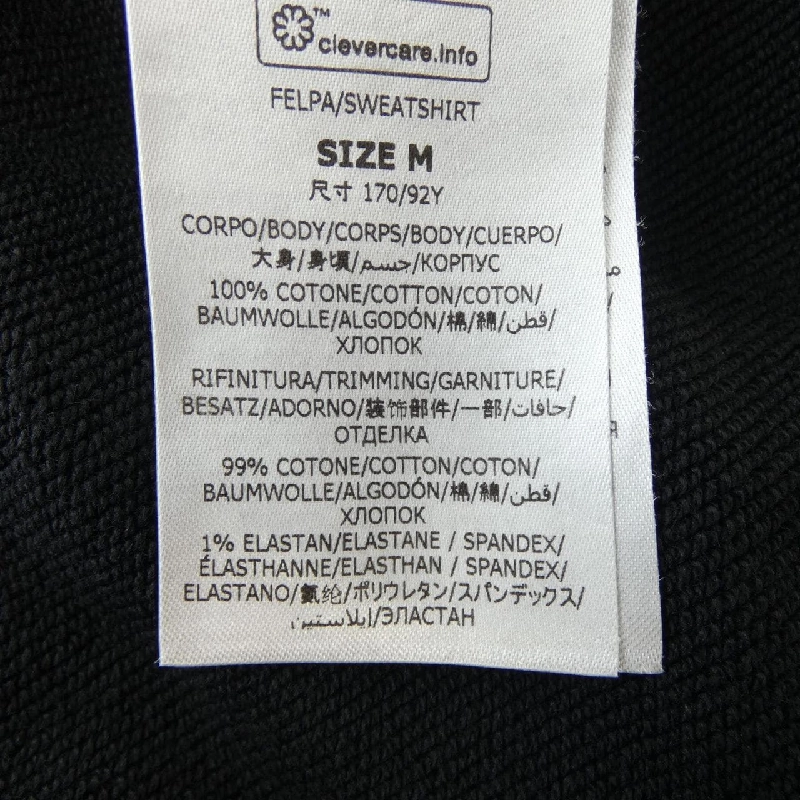 ™
clevercare.info
FELPA/SWEATSHIRT
SIZE M
尺寸 170/92Y
CORPO/BODY/CORPS/BODY/CUERPO/
大身/身頃/جسم/КОРПУС
100% COTONE/COTTON/COTON/
BAUMWOLLE/ALGODÓN/棉/綿/قطن/
ХЛОПОК
RIFINITURA/TRIMMING/GARNITURE/
BESATZ/ADORNO/装饰部件/一部/حافات/
ОТДЕЛКА
99% COTONE/COTTON/COTON/
BAUMWOLLE/ALGODÓN/棉/綿/قطن/
ХЛОПОК
1% ELASTAN/ELASTANE / SPANDEX/
ÉLASTHANNE/ELASTHAN / SPANDEX/
ELASTANO/氨纶/ポリウレタン/スパンデックス/
إيلاستين/ЭЛАСТАН